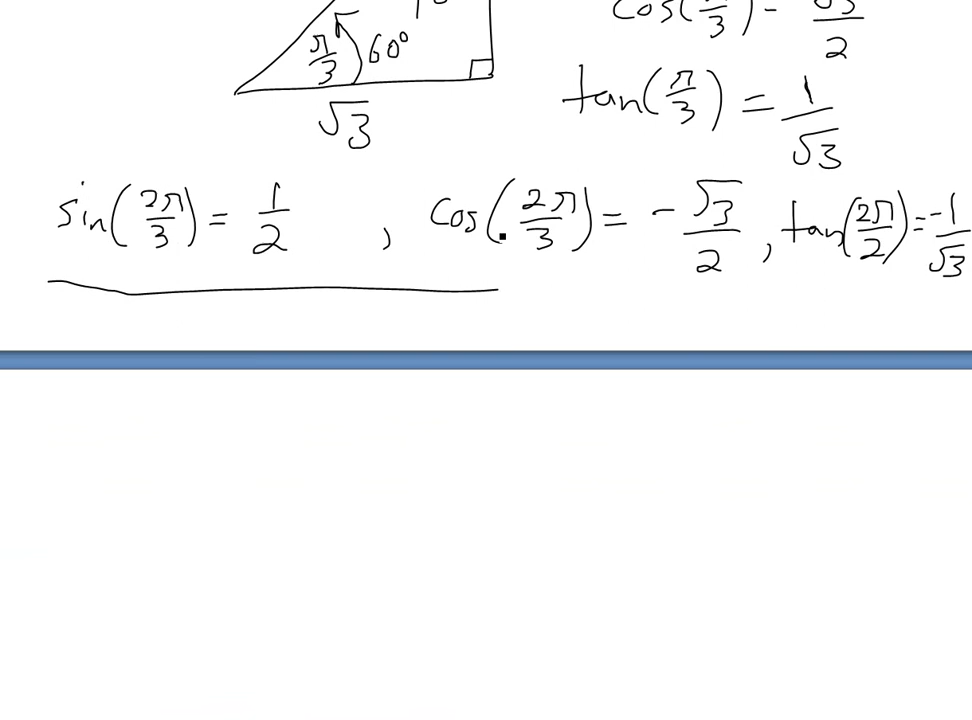 cos(π/3) = √3/2
π/3 60°
tan(π/3) = 1/√3
√3
sin(2π/3) = 1/2 , cos(2π/3) = -√3/2 , tan(2π/2) = -1/√3